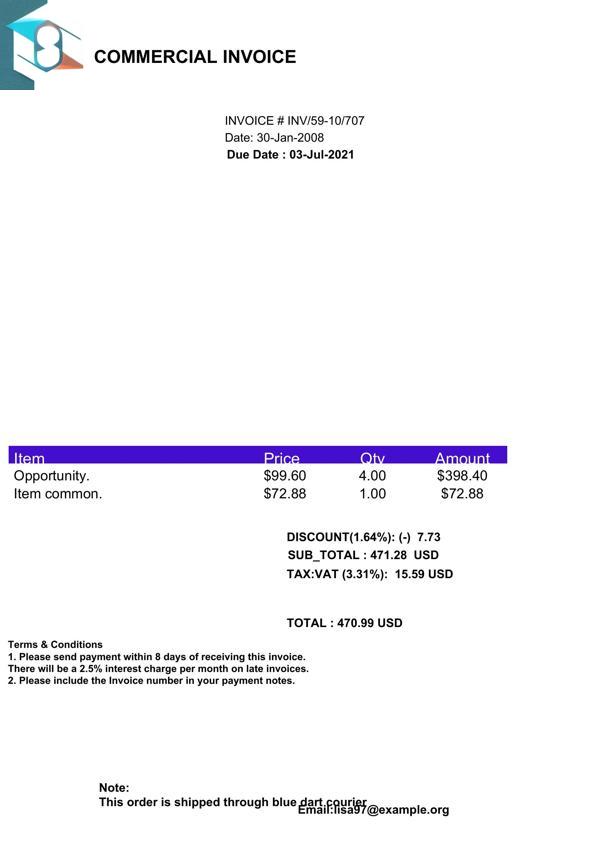 COMMERCIAL INVOICE
INVOICE # INV/59-10/707
Date: 30-Jan-2008
Due Date : 03-Jul-2021
Item Price Qty Amount
Opportunity. $99.60 4.00 $398.40
Item common. $72.88 1.00 $72.88
DISCOUNT(1.64%): (-) 7.73
SUB_TOTAL : 471.28 USD
TAX:VAT (3.31%): 15.59 USD
TOTAL : 470.99 USD
Terms & Conditions
1. Please send payment within 8 days of receiving this invoice.
There will be a 2.5% interest charge per month on late invoices.
2. Please include the Invoice number in your payment notes.
Note:
This order is shipped through blue dart courier
Email:lisa97@example.org